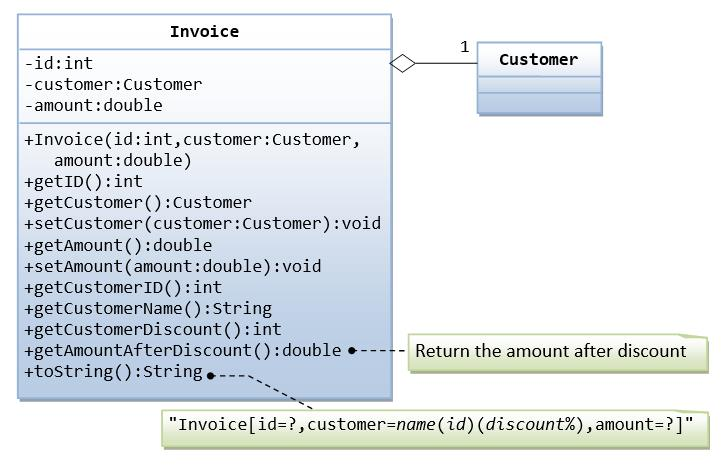 Invoice
-id:int
-customer:Customer
-amount:double
+Invoice(id:int,customer:Customer,
amount:double)
+getID():int
+getCustomer():Customer
+setCustomer(customer:Customer):void
+getAmount():double
+setAmount(amount:double):void
+getCustomerID():int
+getCustomerName():String
+getCustomerDiscount():int
+getAmountAfterDiscount():double
+toString():String
1
Customer
Return the amount after discount
"Invoice[id=?,customer=name(id)(discount%),amount=?]"